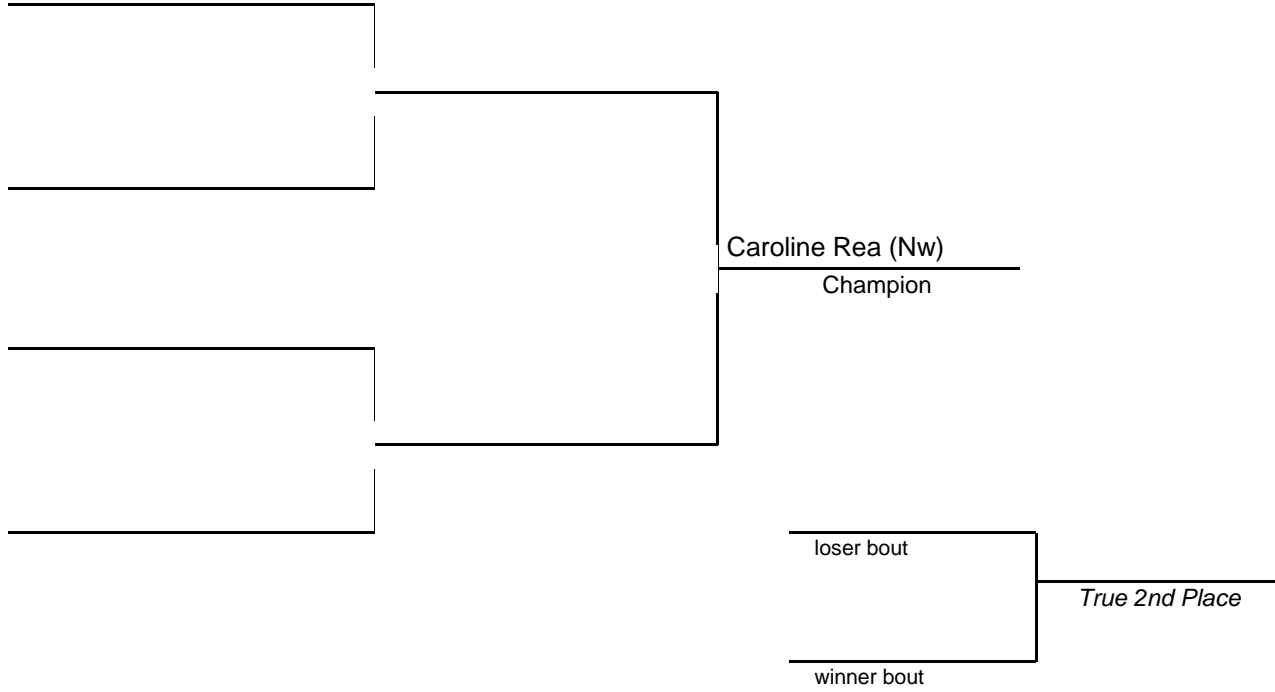 Caroline Rea (Nw)
Champion
loser bout
True 2nd Place
winner bout